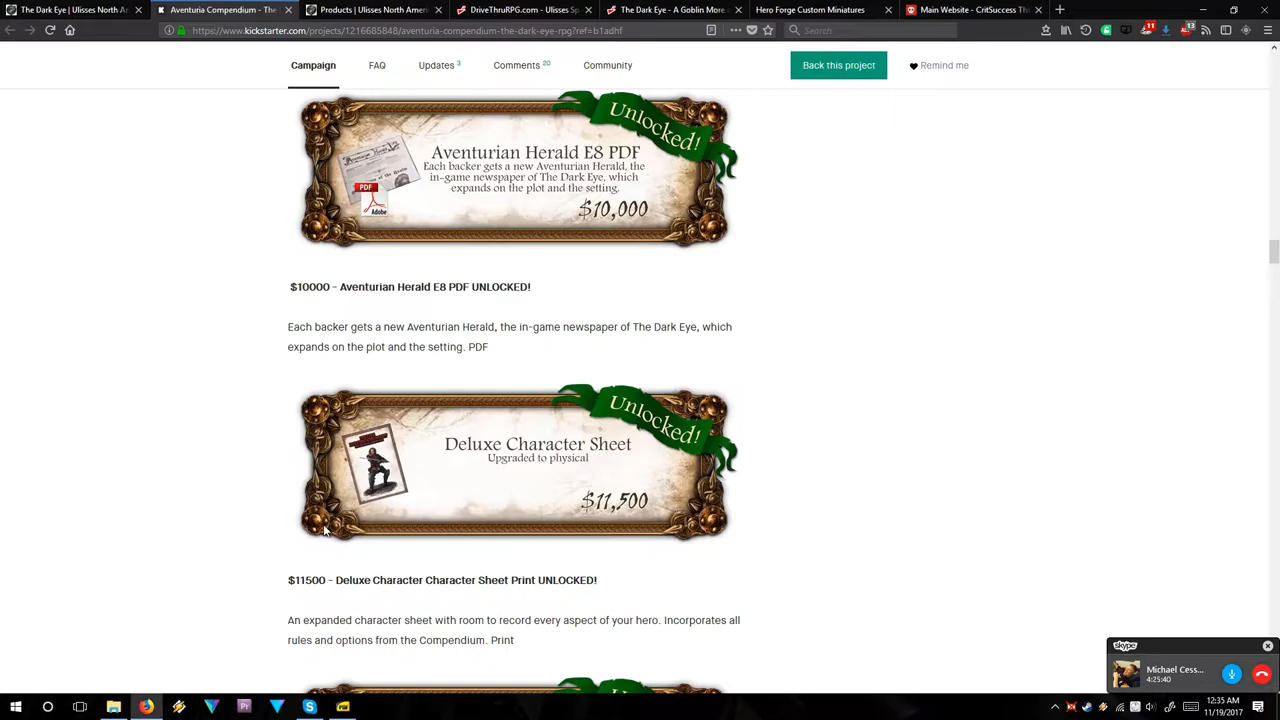 The Dark Eye | Ulisses North Am
Aventuria Compendium - The
Products | Ulisses North Ameri
DriveThruRPG.com - Ulisses Sp
The Dark Eye - A Goblin More
Hero Forge Custom Miniatures
Main Website - CritSuccess Th
https://www.kickstarter.com/projects/1216685848/aventuria-compendium-the-dark-eye-rpg?ref=b1adhf
Search
11
13
Campaign
FAQ
Updates 3
Comments 20
Community
Back this project
Remind me
Unlocked!
Aventurian Herald E8 PDF
Each backer gets a new Aventurian Herald, the
in-game newspaper of The Dark Eye, which
expands on the plot and the setting.
PDF
Adobe
$10,000
$10000 - Aventurian Herald E8 PDF UNLOCKED!
Each backer gets a new Aventurian Herald, the in-game newspaper of The Dark Eye, which
expands on the plot and the setting. PDF
Unlocked!
Deluxe Character Sheet
Upgraded to physical
$11,500
$11500 - Deluxe Character Character Sheet Print UNLOCKED!
An expanded character sheet with room to record every aspect of your hero. Incorporates all
rules and options from the Compendium. Print
skype
Michael Cess...
4:25:40
Pr
12:35 AM
11/19/2017